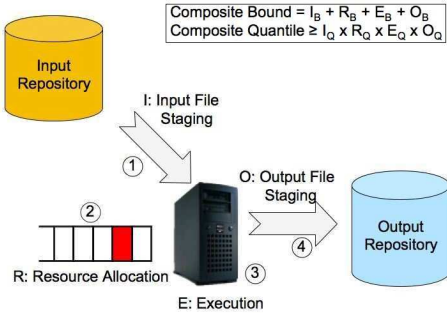 Composite Bound = I_B + R_B + E_B + O_B
Composite Quantile ≥ I_Q x R_Q x E_Q x O_Q
Input
Repository
I: Input File
Staging
1
O: Output File
Staging
2
4
Output
Repository
R: Resource Allocation
3
E: Execution